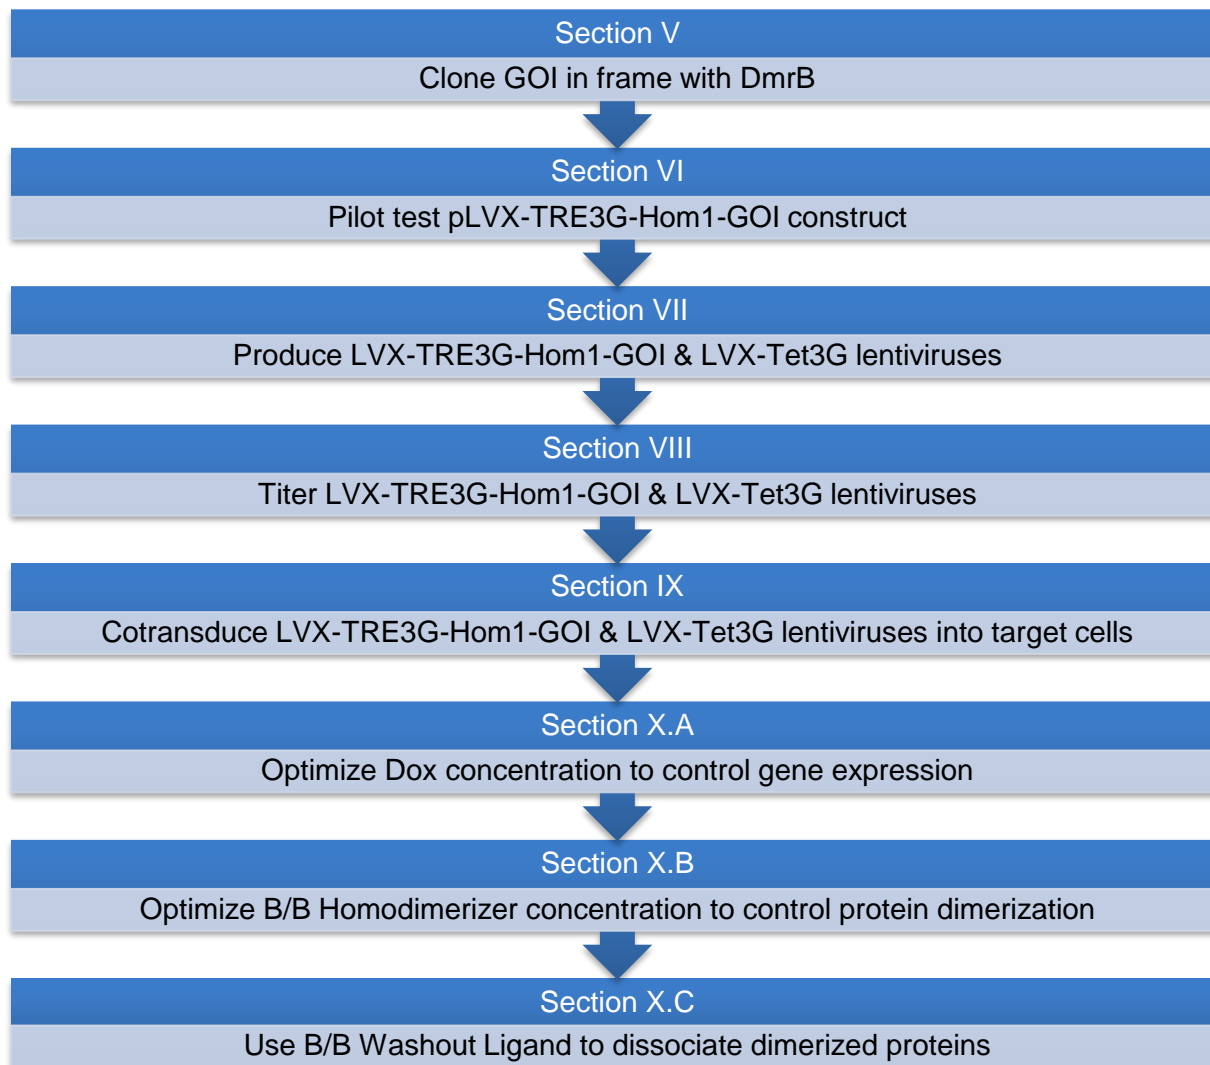 Section V
Clone GOI in frame with DmrB
Section VI
Pilot test pLVX-TRE3G-Hom1-GOI construct
Section VII
Produce LVX-TRE3G-Hom1-GOI & LVX-Tet3G lentiviruses
Section VIII
Titer LVX-TRE3G-Hom1-GOI & LVX-Tet3G lentiviruses
Section IX
Cotransduce LVX-TRE3G-Hom1-GOI & LVX-Tet3G lentiviruses into target cells
Section X.A
Optimize Dox concentration to control gene expression
Section X.B
Optimize B/B Homodimerizer concentration to control protein dimerization
Section X.C
Use B/B Washout Ligand to dissociate dimerized proteins